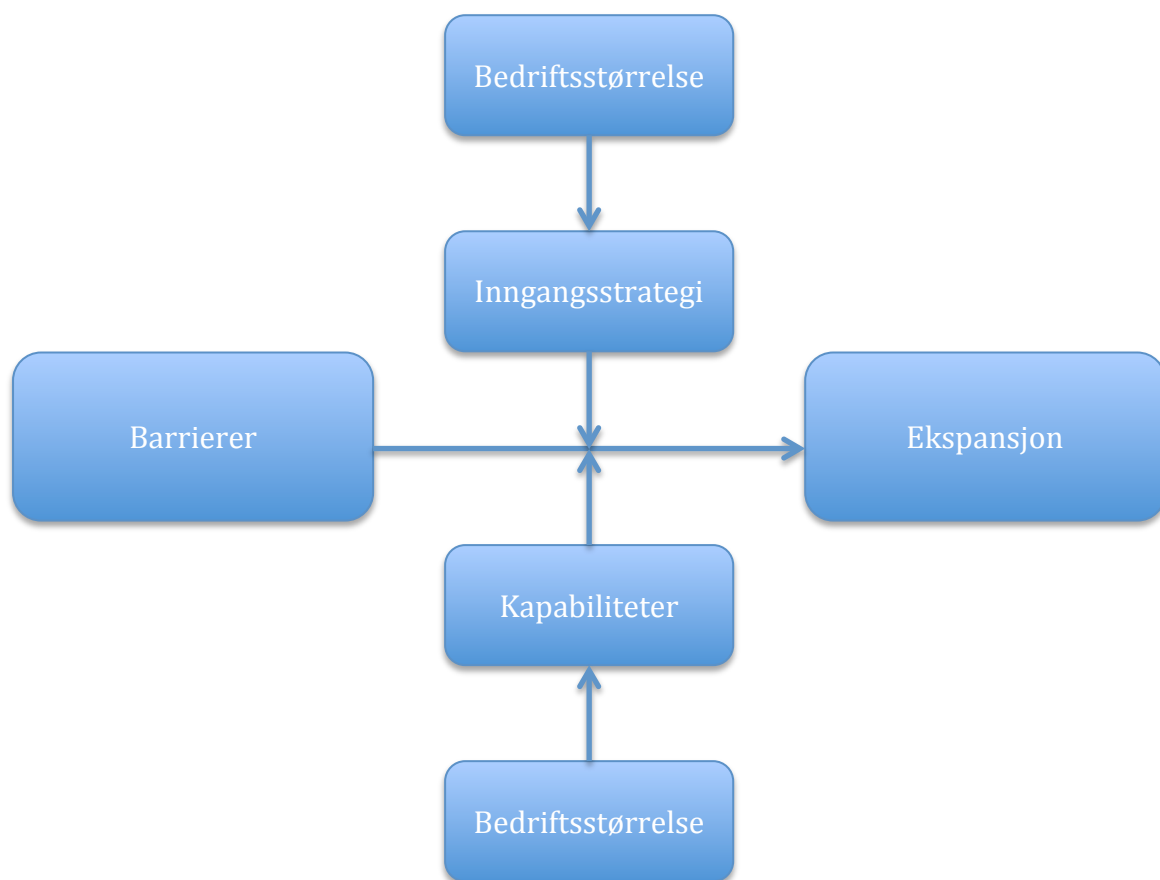 Bedriftsstørrelse
Inngangsstrategi
Barrierer
Ekspansjon
Kapabiliteter
Bedriftsstørrelse